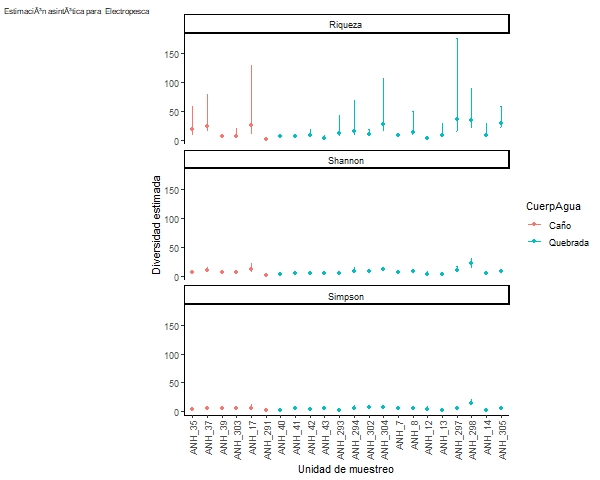 EstimaciÃ³n asintÃ³tica para Electropesca
Riqueza
150
100
50
0
Shannon
150
100
50
0
Simpson
150
100
50
0
Diversidad estimada
ANH_35
ANH_37
ANH_39
ANH_303
ANH_17
ANH_291
ANH_40
ANH_41
ANH_42
ANH_43
ANH_293
ANH_294
ANH_302
ANH_304
ANH_7
ANH_8
ANH_12
ANH_13
ANH_297
ANH_298
ANH_14
ANH_305
Unidad de muestreo
CuerpAgua
Caño
Quebrada